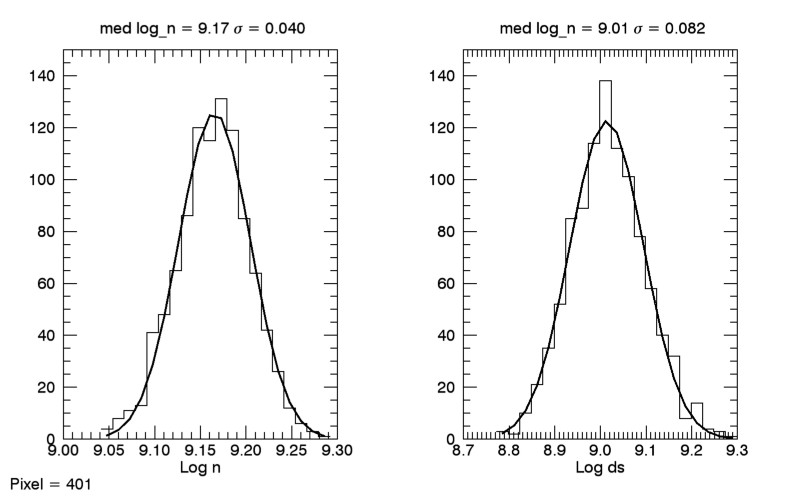 med log_n = 9.17 σ = 0.040
140
120
100
80
60
40
20
0
9.00 9.05 9.10 9.15 9.20 9.25 9.30
Log n
med log_n = 9.01 σ = 0.082
140
120
100
80
60
40
20
0
8.7 8.8 8.9 9.0 9.1 9.2 9.3
Log ds
Pixel = 401